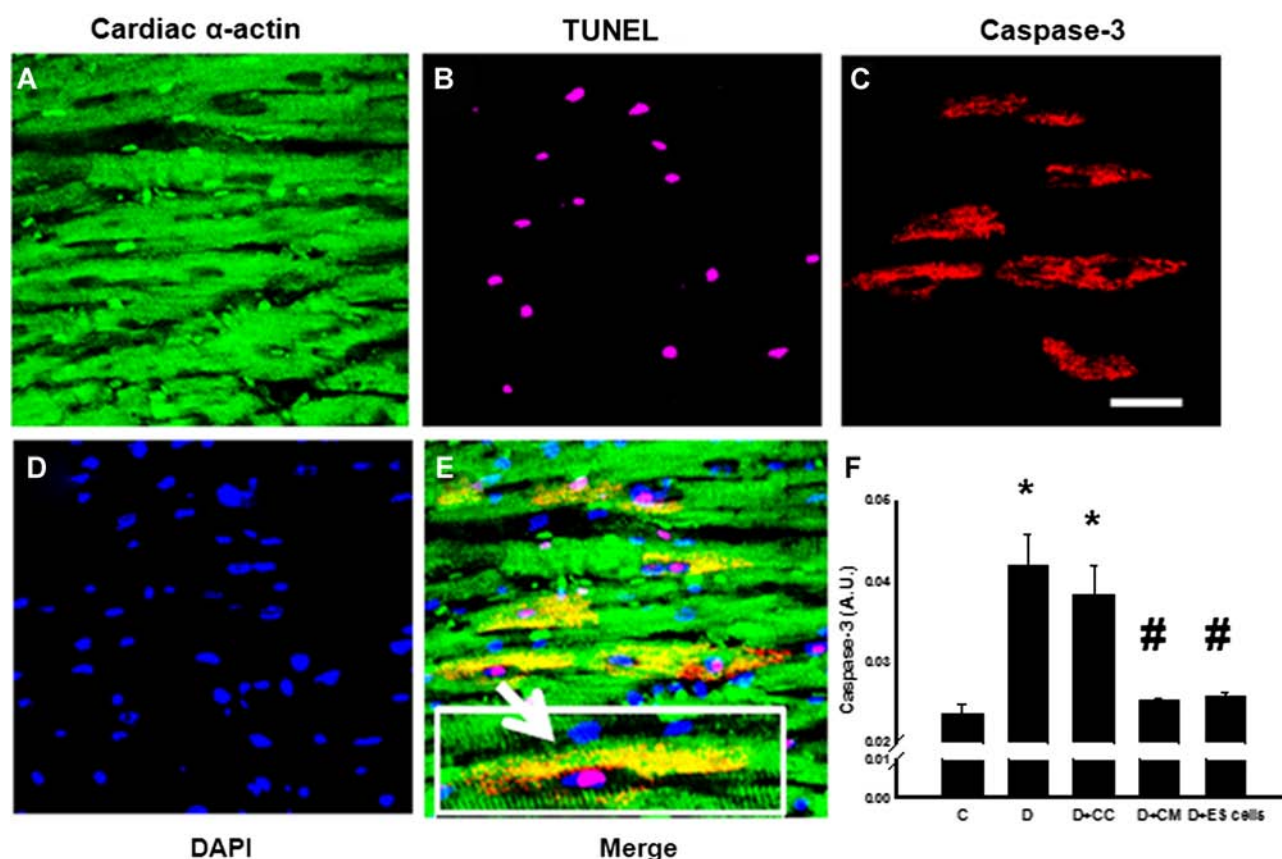 Cardiac α-actin TUNEL Caspase-3
A B C
D E F
* *
# #
Caspase-3 (A.U.)
0.05
0.04
0.03
0.02
0.01
0.00
C D D+CC D+CM D+ES cells
DAPI Merge